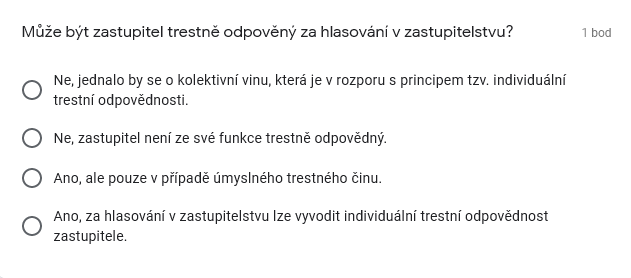 Může být zastupitel trestně odpověný za hlasování v zastupitelstvu?
1 bod
Ne, jednalo by se o kolektivní vinu, která je v rozporu s principem tzv. individuální
trestní odpovědnosti.
Ne, zastupitel není ze své funkce trestně odpovědný.
Ano, ale pouze v případě úmyslného trestného činu.
Ano, za hlasování v zastupitelstvu lze vyvodit individuální trestní odpovědnost
zastupitele.